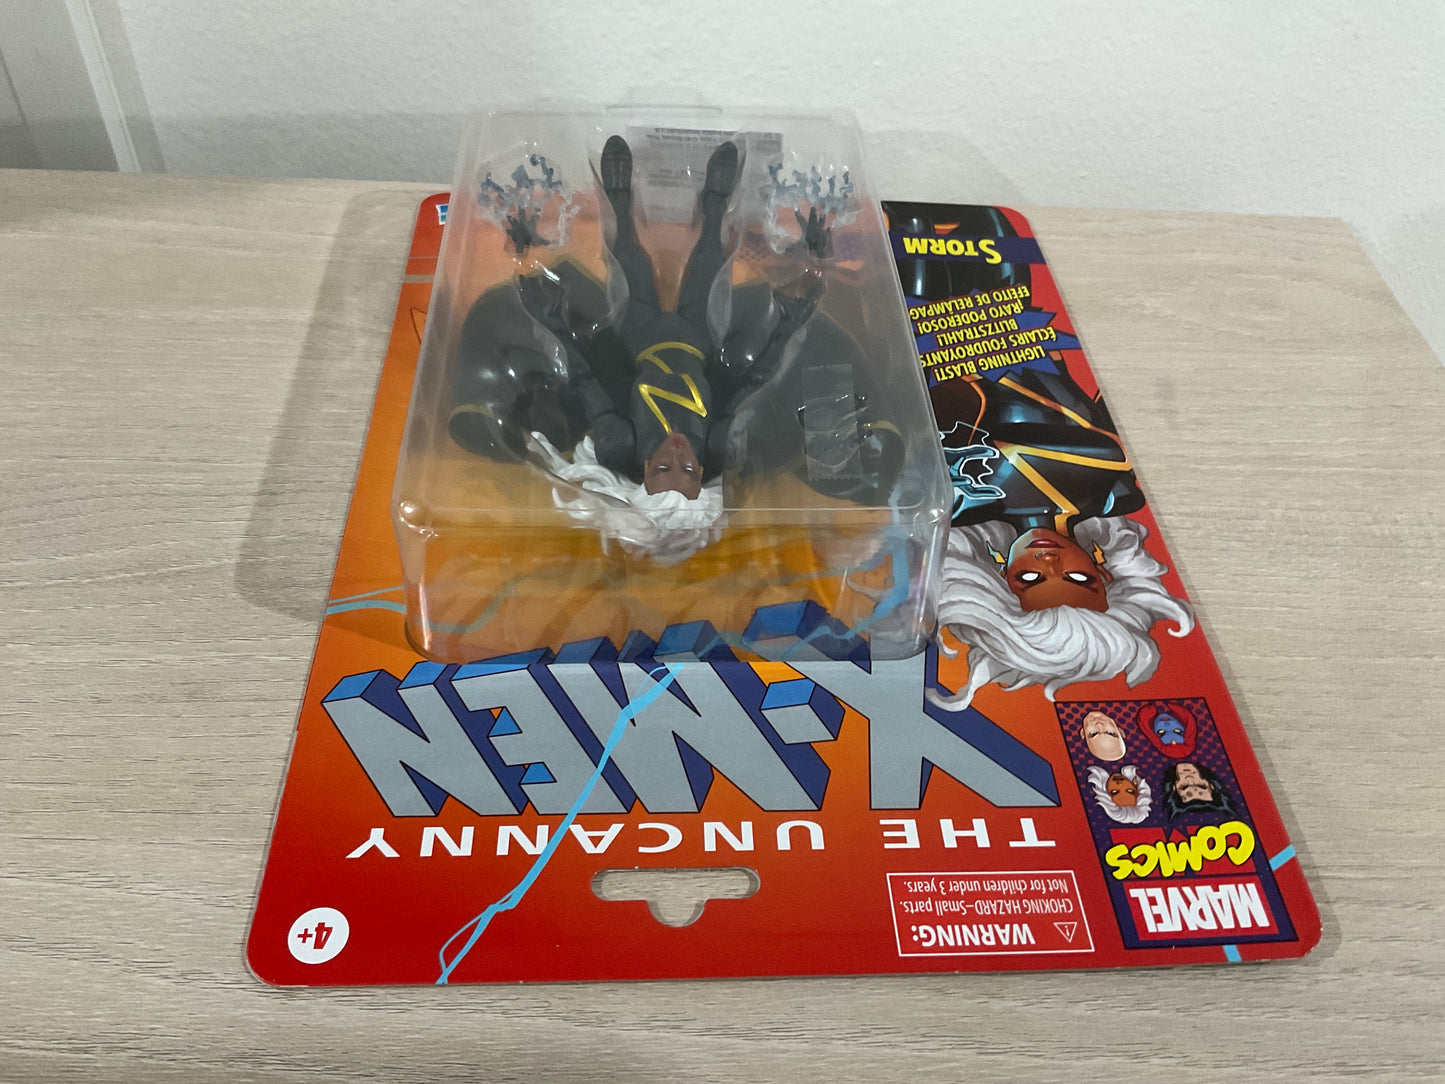 MARVEL
COMICS
WARNING:
CHOKING HAZARD–Small parts.
Not for children under 3 years.
4+
THE UNCANNY
X-MEN
LIGHTNING BLAST!
ÉCLAIRS FOUDROYANTS
BLITZSTRAHL!
¡RAYO PODEROSO!
EFEITO DE RELÂMPAG
STORM